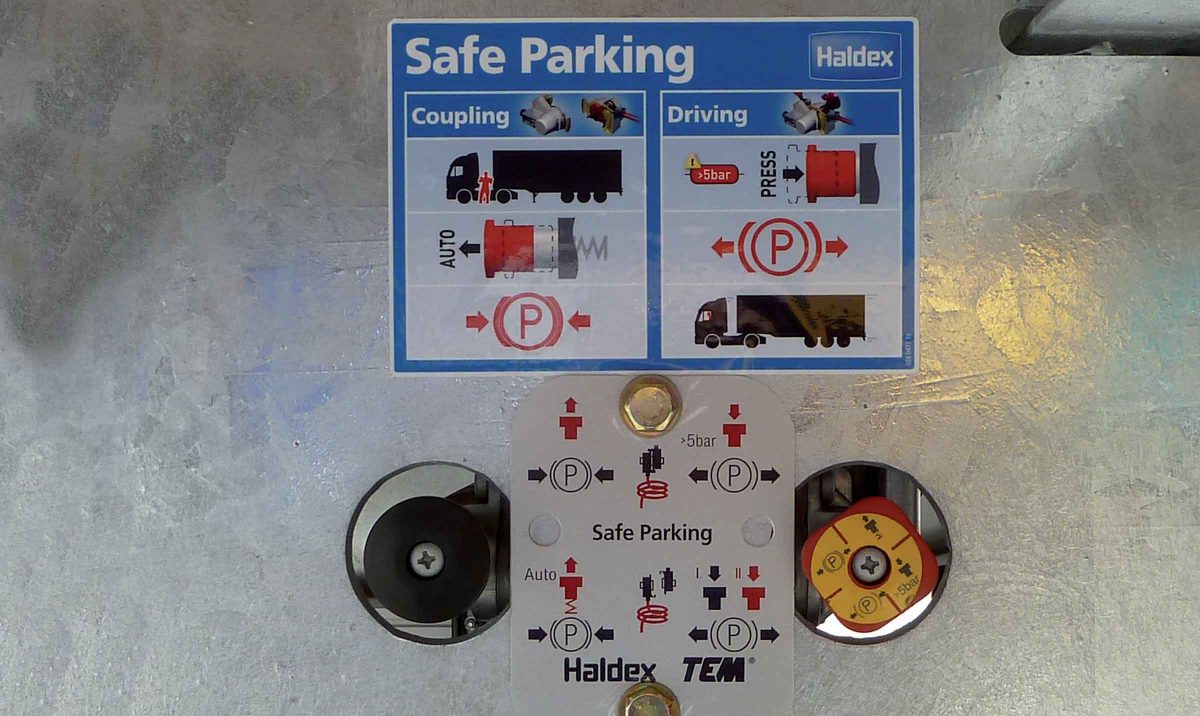 Safe Parking
Haldex
Coupling
Driving
>5bar
PRESS
AUTO
P
P
>5bar
P
P
Safe Parking
Auto
I
II
P
P
Haldex TEM®
P
P
>5bar